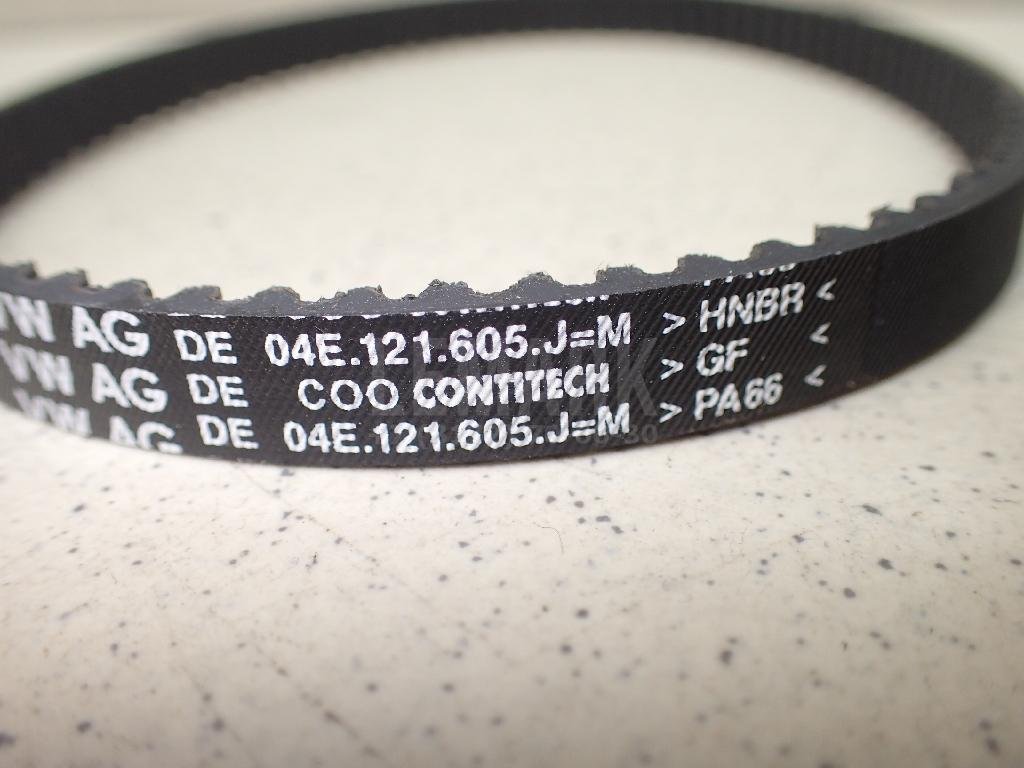 VW AG DE 04E.121.605.J=M >HNBR<
VW AG DE COO CONTITECH >GF<
VW AG DE 04E.121.605.J=M >PA66<